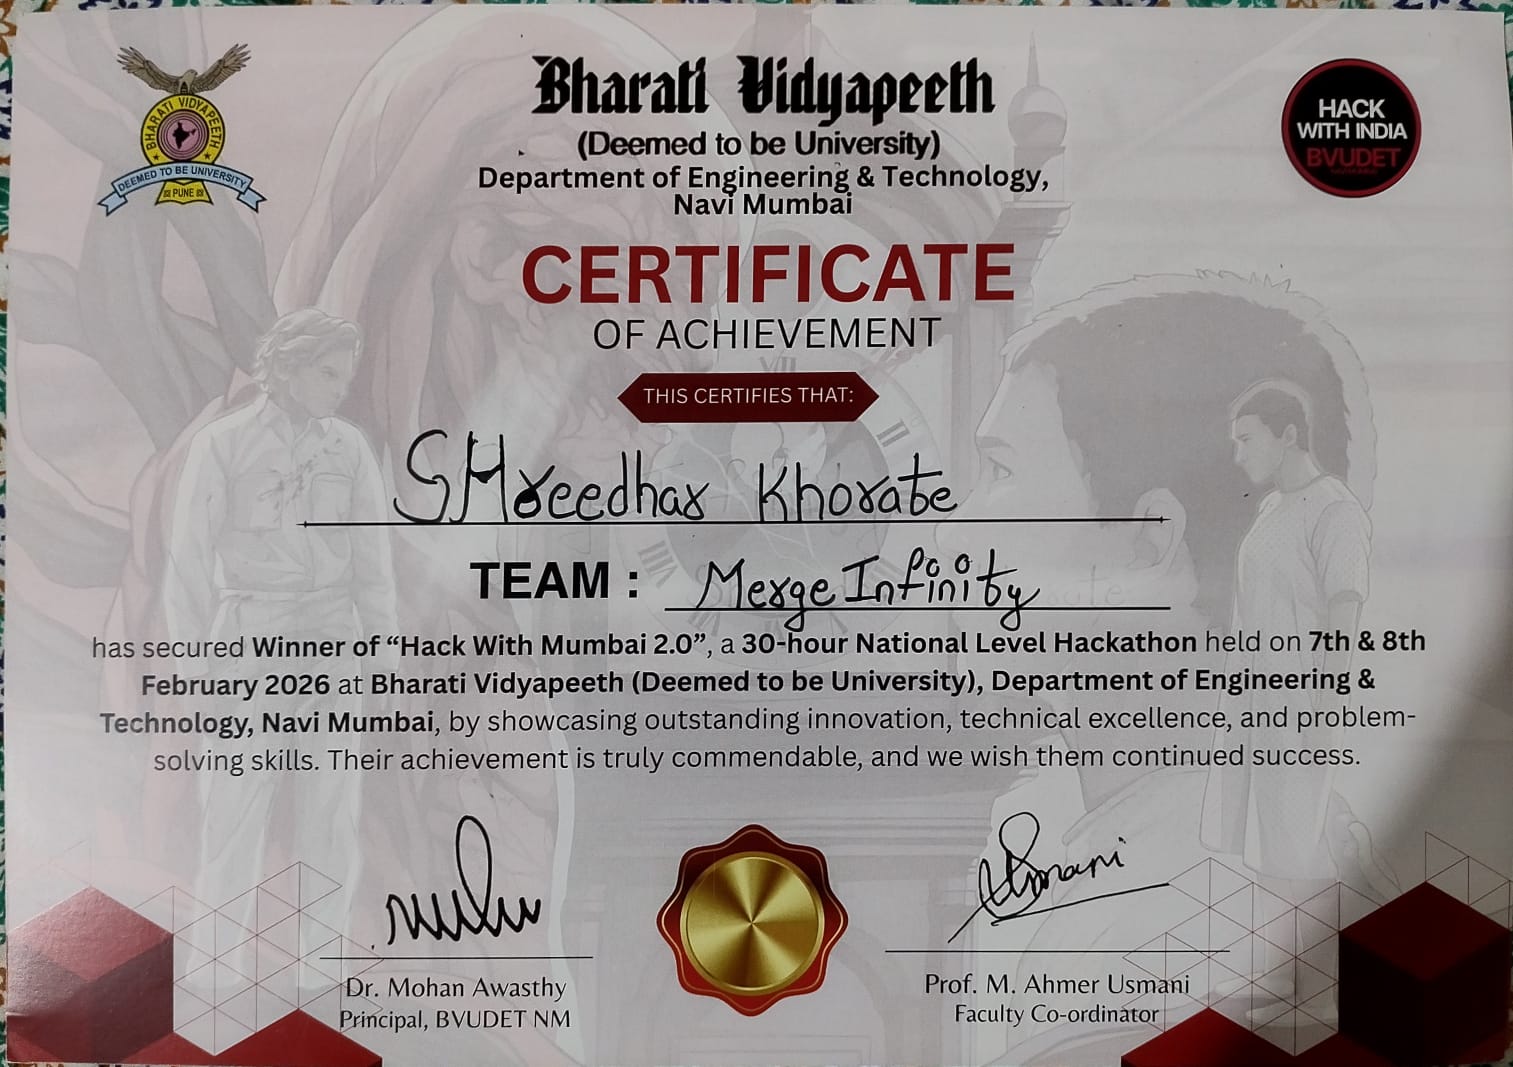 Bharati Vidyapeeth
(Deemed to be University)
Department of Engineering & Technology,
Navi Mumbai
BHARATI VIDYAPEETH
DEEMED TO BE UNIVERSITY
PUNE
HACK
WITH INDIA
BVUDET
CERTIFICATE
OF ACHIEVEMENT
THIS CERTIFIES THAT:
SHreedhar Khorate
TEAM : MergeInfinity
has secured Winner of “Hack With Mumbai 2.0”, a 30-hour National Level Hackathon held on 7th & 8th
February 2026 at Bharati Vidyapeeth (Deemed to be University), Department of Engineering &
Technology, Navi Mumbai, by showcasing outstanding innovation, technical excellence, and problem-
solving skills. Their achievement is truly commendable, and we wish them continued success.
Usmani
Dr. Mohan Awasthy
Principal, BVUDET NM
Prof. M. Ahmer Usmani
Faculty Co-ordinator